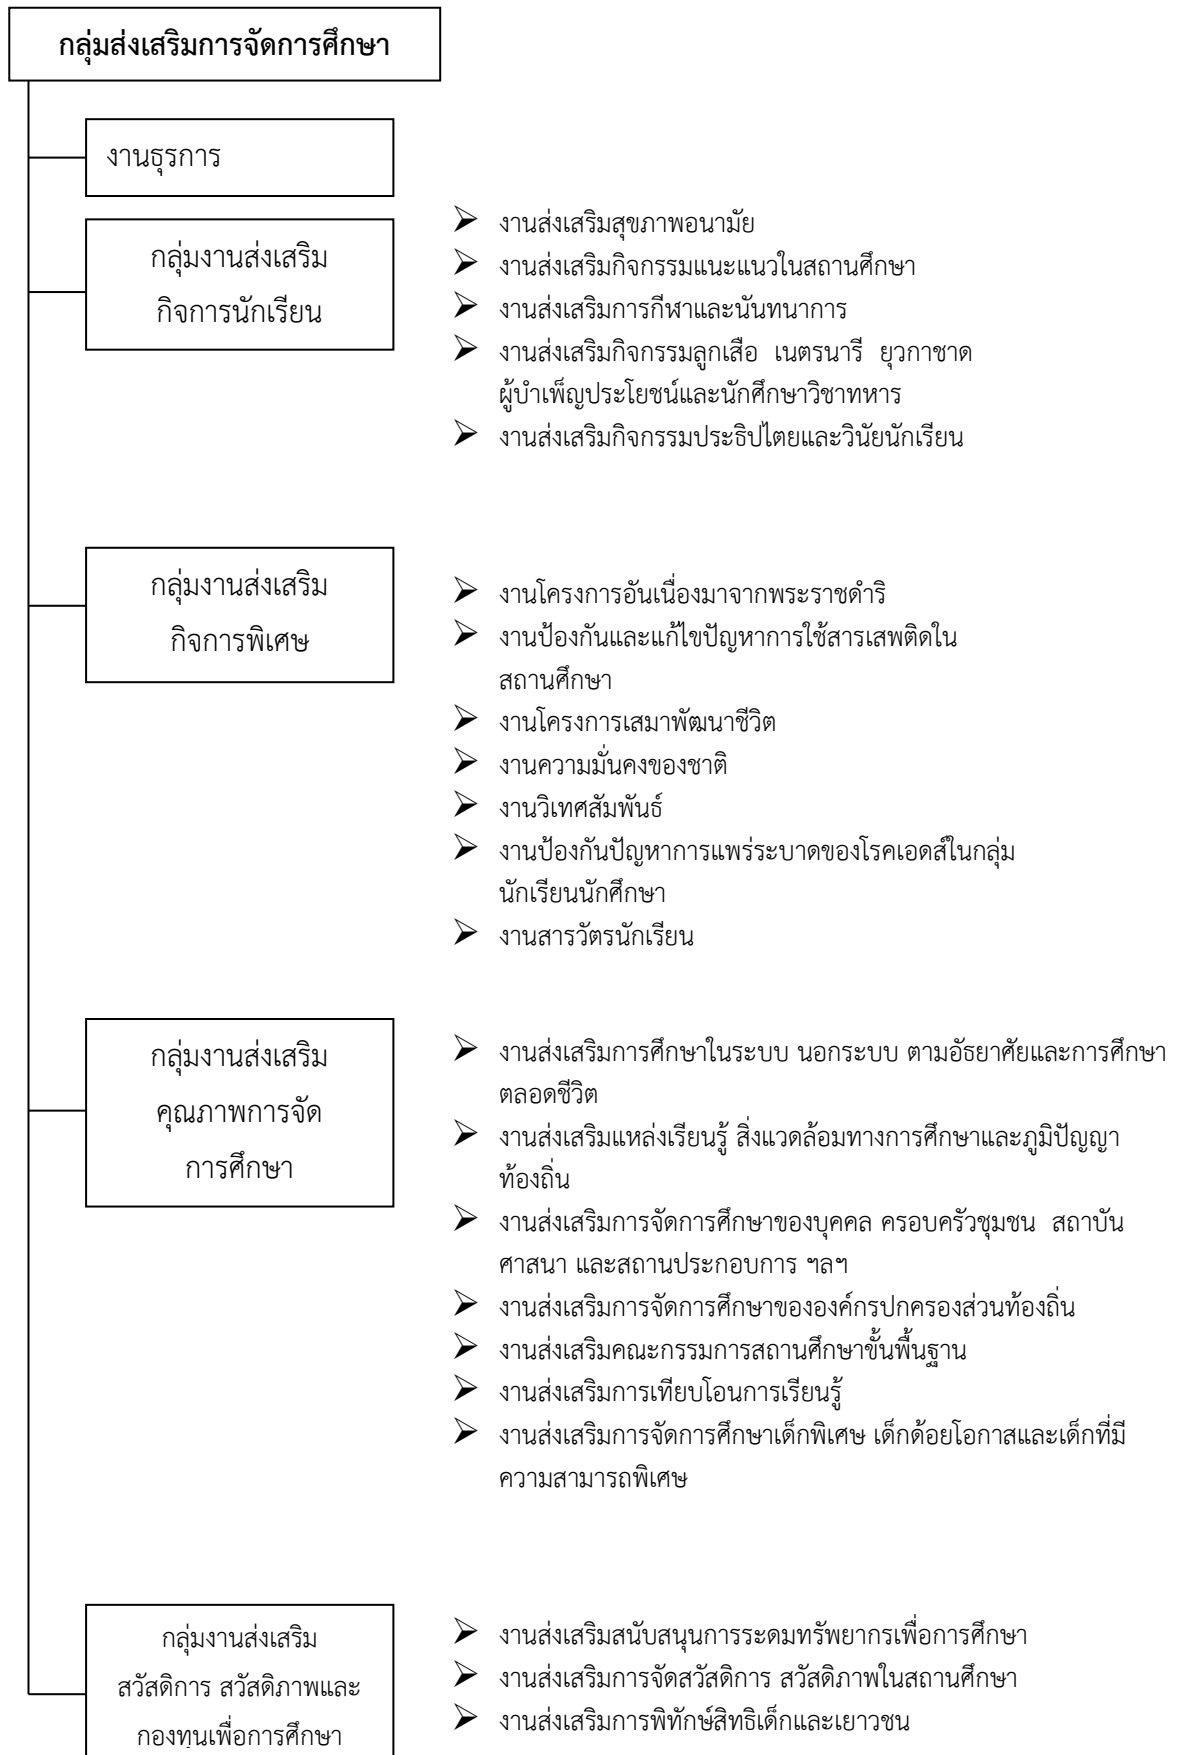 กลุ่มส่งเสริมการจัดการศึกษา
งานธุรการ
กลุ่มงานส่งเสริม
กิจการนักเรียน
➢ งานส่งเสริมสุขภาพอนามัย
➢ งานส่งเสริมกิจกรรมแนะแนวในสถานศึกษา
➢ งานส่งเสริมการกีฬาและนันทนาการ
➢ งานส่งเสริมกิจกรรมลูกเสือ เนตรนารี ยุวกาชาด
ผู้บำเพ็ญประโยชน์และนักศึกษาวิชาทหาร
➢ งานส่งเสริมกิจกรรมประธิปไตยและวินัยนักเรียน
กลุ่มงานส่งเสริม
กิจการพิเศษ
➢ งานโครงการอันเนื่องมาจากพระราชดำริ
➢ งานป้องกันและแก้ไขปัญหาการใช้สารเสพติดใน
สถานศึกษา
➢ งานโครงการเสมาพัฒนาชีวิต
➢ งานความมั่นคงของชาติ
➢ งานวิเทศสัมพันธ์
➢ งานป้องกันปัญหาการแพร่ระบาดของโรคเอดส์ในกลุ่ม
นักเรียนนักศึกษา
➢ งานสารวัตรนักเรียน
กลุ่มงานส่งเสริม
คุณภาพการจัด
การศึกษา
➢ งานส่งเสริมการศึกษาในระบบ นอกระบบ ตามอัธยาศัยและการศึกษา
ตลอดชีวิต
➢ งานส่งเสริมแหล่งเรียนรู้ สิ่งแวดล้อมทางการศึกษาและภูมิปัญญา
ท้องถิ่น
➢ งานส่งเสริมการจัดการศึกษาของบุคคล ครอบครัวชุมชน สถาบัน
ศาสนา และสถานประกอบการ ฯลฯ
➢ งานส่งเสริมการจัดการศึกษาขององค์กรปกครองส่วนท้องถิ่น
➢ งานส่งเสริมคณะกรรมการสถานศึกษาขั้นพื้นฐาน
➢ งานส่งเสริมการเทียบโอนการเรียนรู้
➢ งานส่งเสริมการจัดการศึกษาเด็กพิเศษ เด็กด้อยโอกาสและเด็กที่มี
ความสามารถพิเศษ
กลุ่มงานส่งเสริม
สวัสดิการ สวัสดิภาพและ
กองทุนเพื่อการศึกษา
➢ งานส่งเสริมสนับสนุนการระดมทรัพยากรเพื่อการศึกษา
➢ งานส่งเสริมการจัดสวัสดิการ สวัสดิภาพในสถานศึกษา
➢ งานส่งเสริมการพิทักษ์สิทธิเด็กและเยาวชน